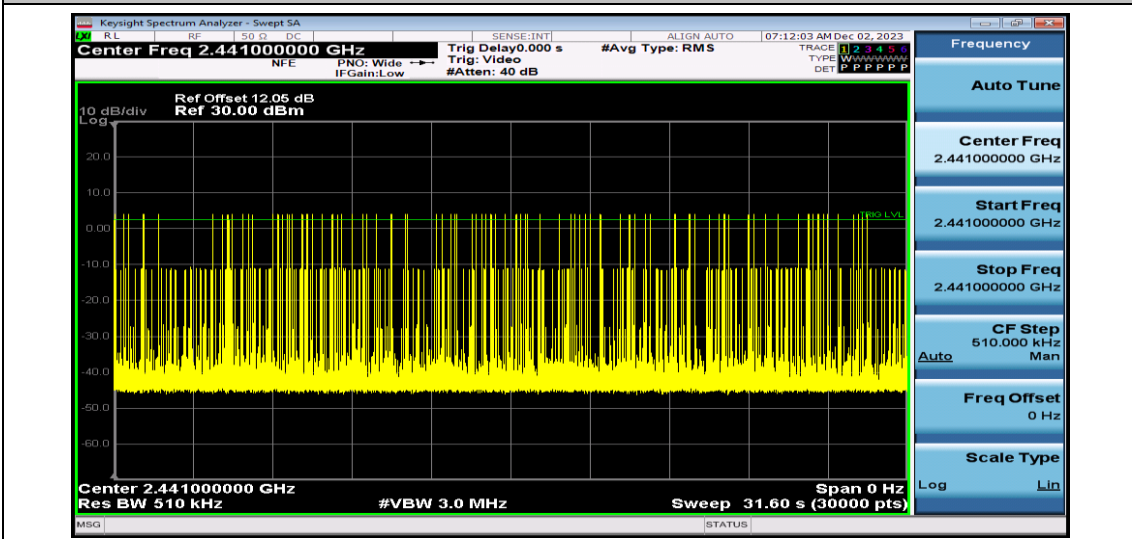 Keysight Spectrum Analyzer - Swept SA
LXI RL RF 50 Ω DC SENSE:INT ALIGN AUTO 07:12:03 AM Dec 02, 2023
Center Freq 2.441000000 GHz Trig Delay0.000 s #Avg Type: RMS TRACE 1 2 3 4 5 6
NFE PNO: Wide Trig: Video TYPE WWWWWW
IFGain:Low #Atten: 40 dB DET P P P P P P
Ref Offset 12.05 dB
10 dB/div Ref 30.00 dBm
Log
20.0
10.0
TRIG LVL
0.00
-10.0
-20.0
-30.0
-40.0
-50.0
-60.0
Center 2.441000000 GHz Span 0 Hz
Res BW 510 kHz #VBW 3.0 MHz Sweep 31.60 s (30000 pts)
MSG STATUS
Frequency
Auto Tune
Center Freq
2.441000000 GHz
Start Freq
2.441000000 GHz
Stop Freq
2.441000000 GHz
CF Step
510.000 kHz
Auto Man
Freq Offset
0 Hz
Scale Type
Log Lin